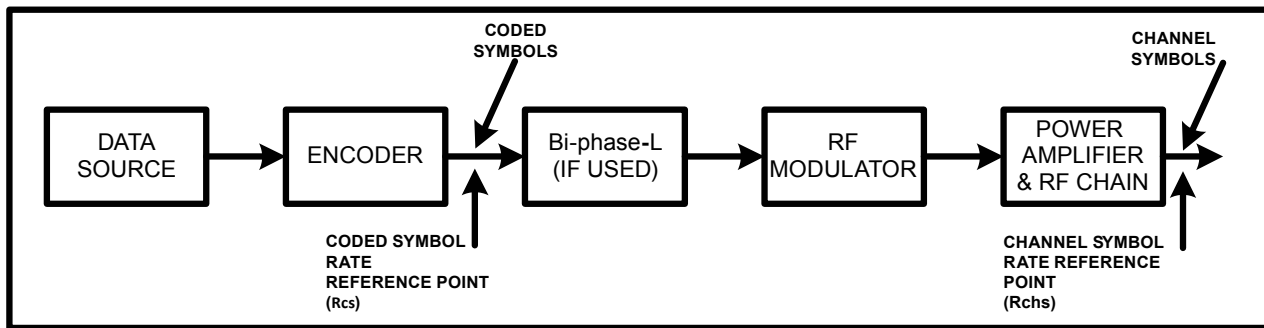 CODED
SYMBOLS
CHANNEL
SYMBOLS
DATA
SOURCE
ENCODER
Bi-phase-L
(IF USED)
RF
MODULATOR
POWER
AMPLIFIER
& RF CHAIN
CODED SYMBOL
RATE
REFERENCE POINT
(Rcs)
CHANNEL SYMBOL
RATE REFERENCE
POINT
(Rchs)